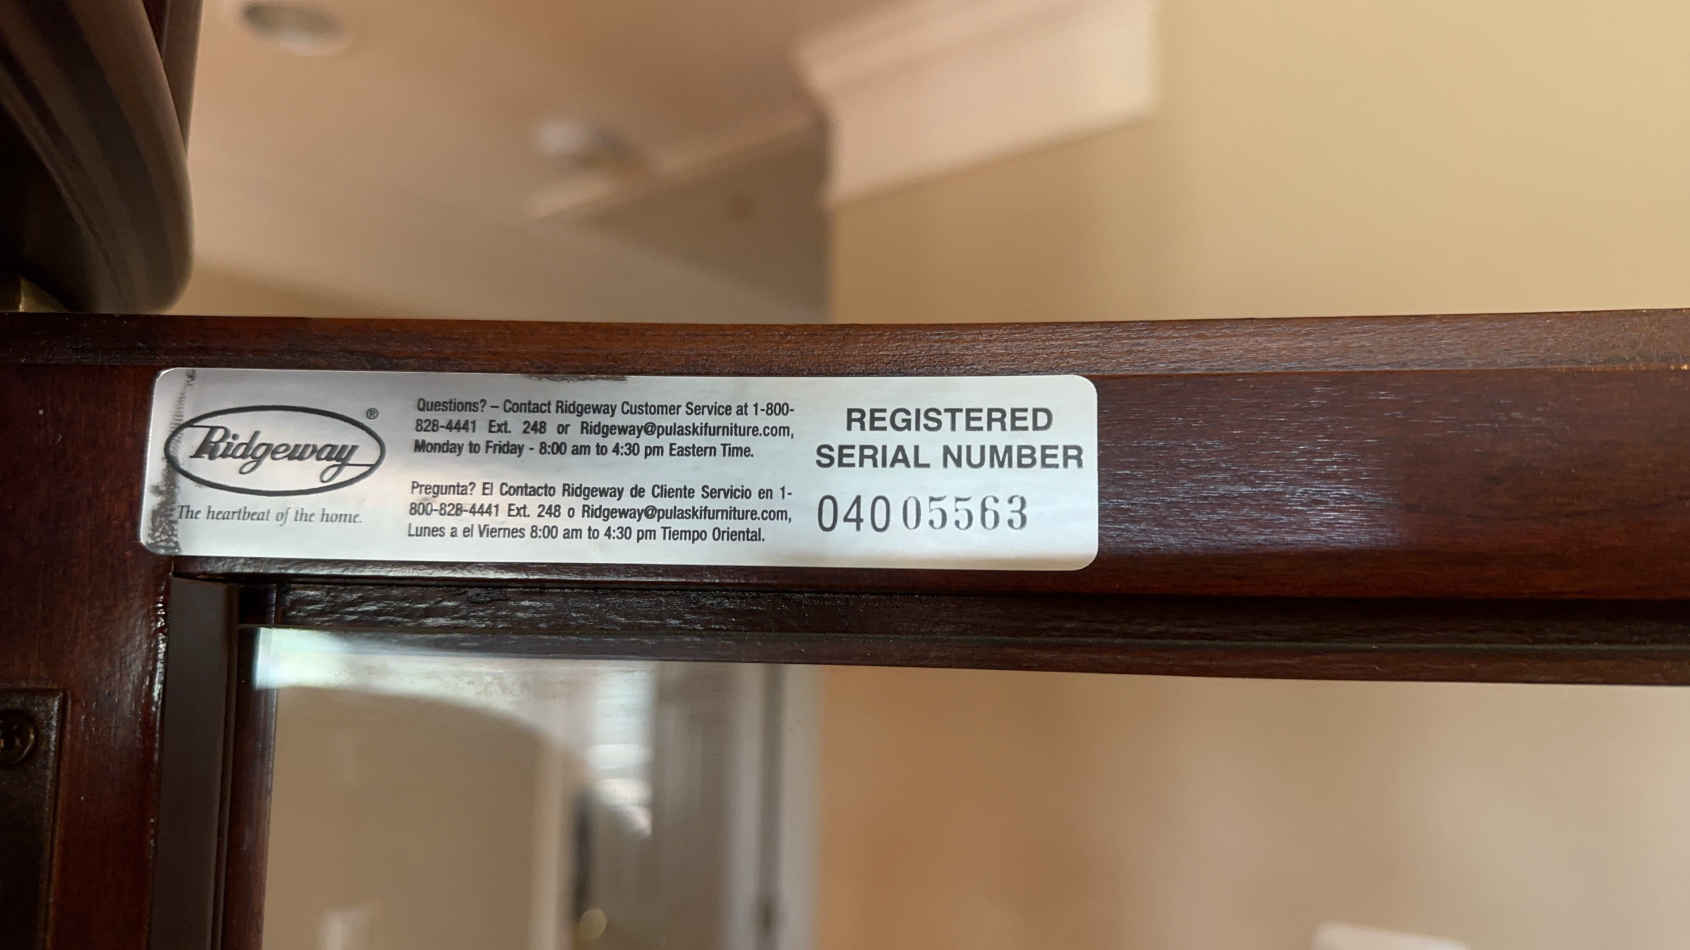 Ridgeway®
The heartbeat of the home.
Questions? – Contact Ridgeway Customer Service at 1-800-
828-4441 Ext. 248 or Ridgeway@pulaskifurniture.com,
Monday to Friday - 8:00 am to 4:30 pm Eastern Time.
Pregunta? El Contacto Ridgeway de Cliente Servicio en 1-
800-828-4441 Ext. 248 o Ridgeway@pulaskifurniture.com,
Lunes a el Viernes 8:00 am to 4:30 pm Tiempo Oriental.
REGISTERED
SERIAL NUMBER
04005563